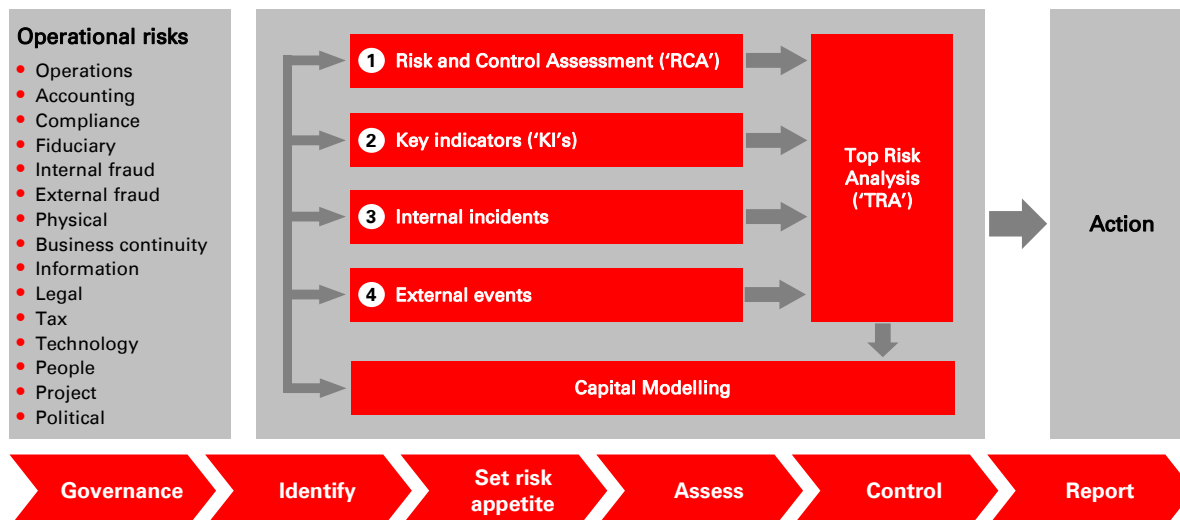 Operational risks
Operations
Accounting
Compliance
Fiduciary
Internal fraud
External fraud
Physical
Business continuity
Information
Legal
Tax
Technology
People
Project
Political
1 Risk and Control Assessment (‘RCA’)
2 Key indicators (‘KI’s)
3 Internal incidents
4 External events
Top Risk
Analysis
(‘TRA’)
Capital Modelling
Action
Governance
Identify
Set risk
appetite
Assess
Control
Report